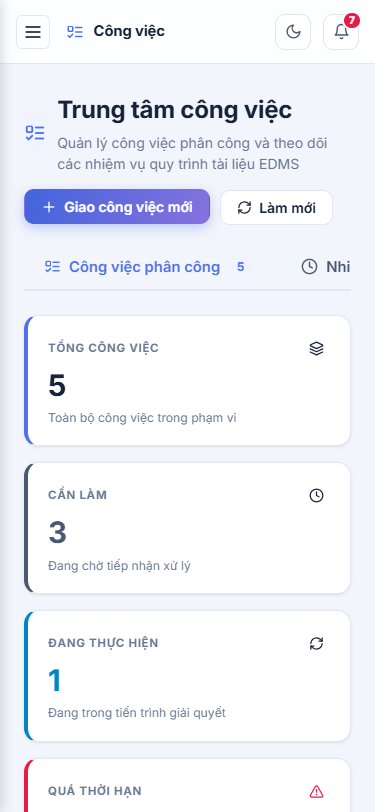 Công việc
7
Trung tâm công việc
Quản lý công việc phân công và theo dõi
các nhiệm vụ quy trình tài liệu EDMS
Giao công việc mới
Làm mới
Công việc phân công 5
Nhi
TỔNG CÔNG VIỆC
5
Toàn bộ công việc trong phạm vi
CẦN LÀM
3
Đang chờ tiếp nhận xử lý
ĐANG THỰC HIỆN
1
Đang trong tiến trình giải quyết
QUÁ THỜI HẠN